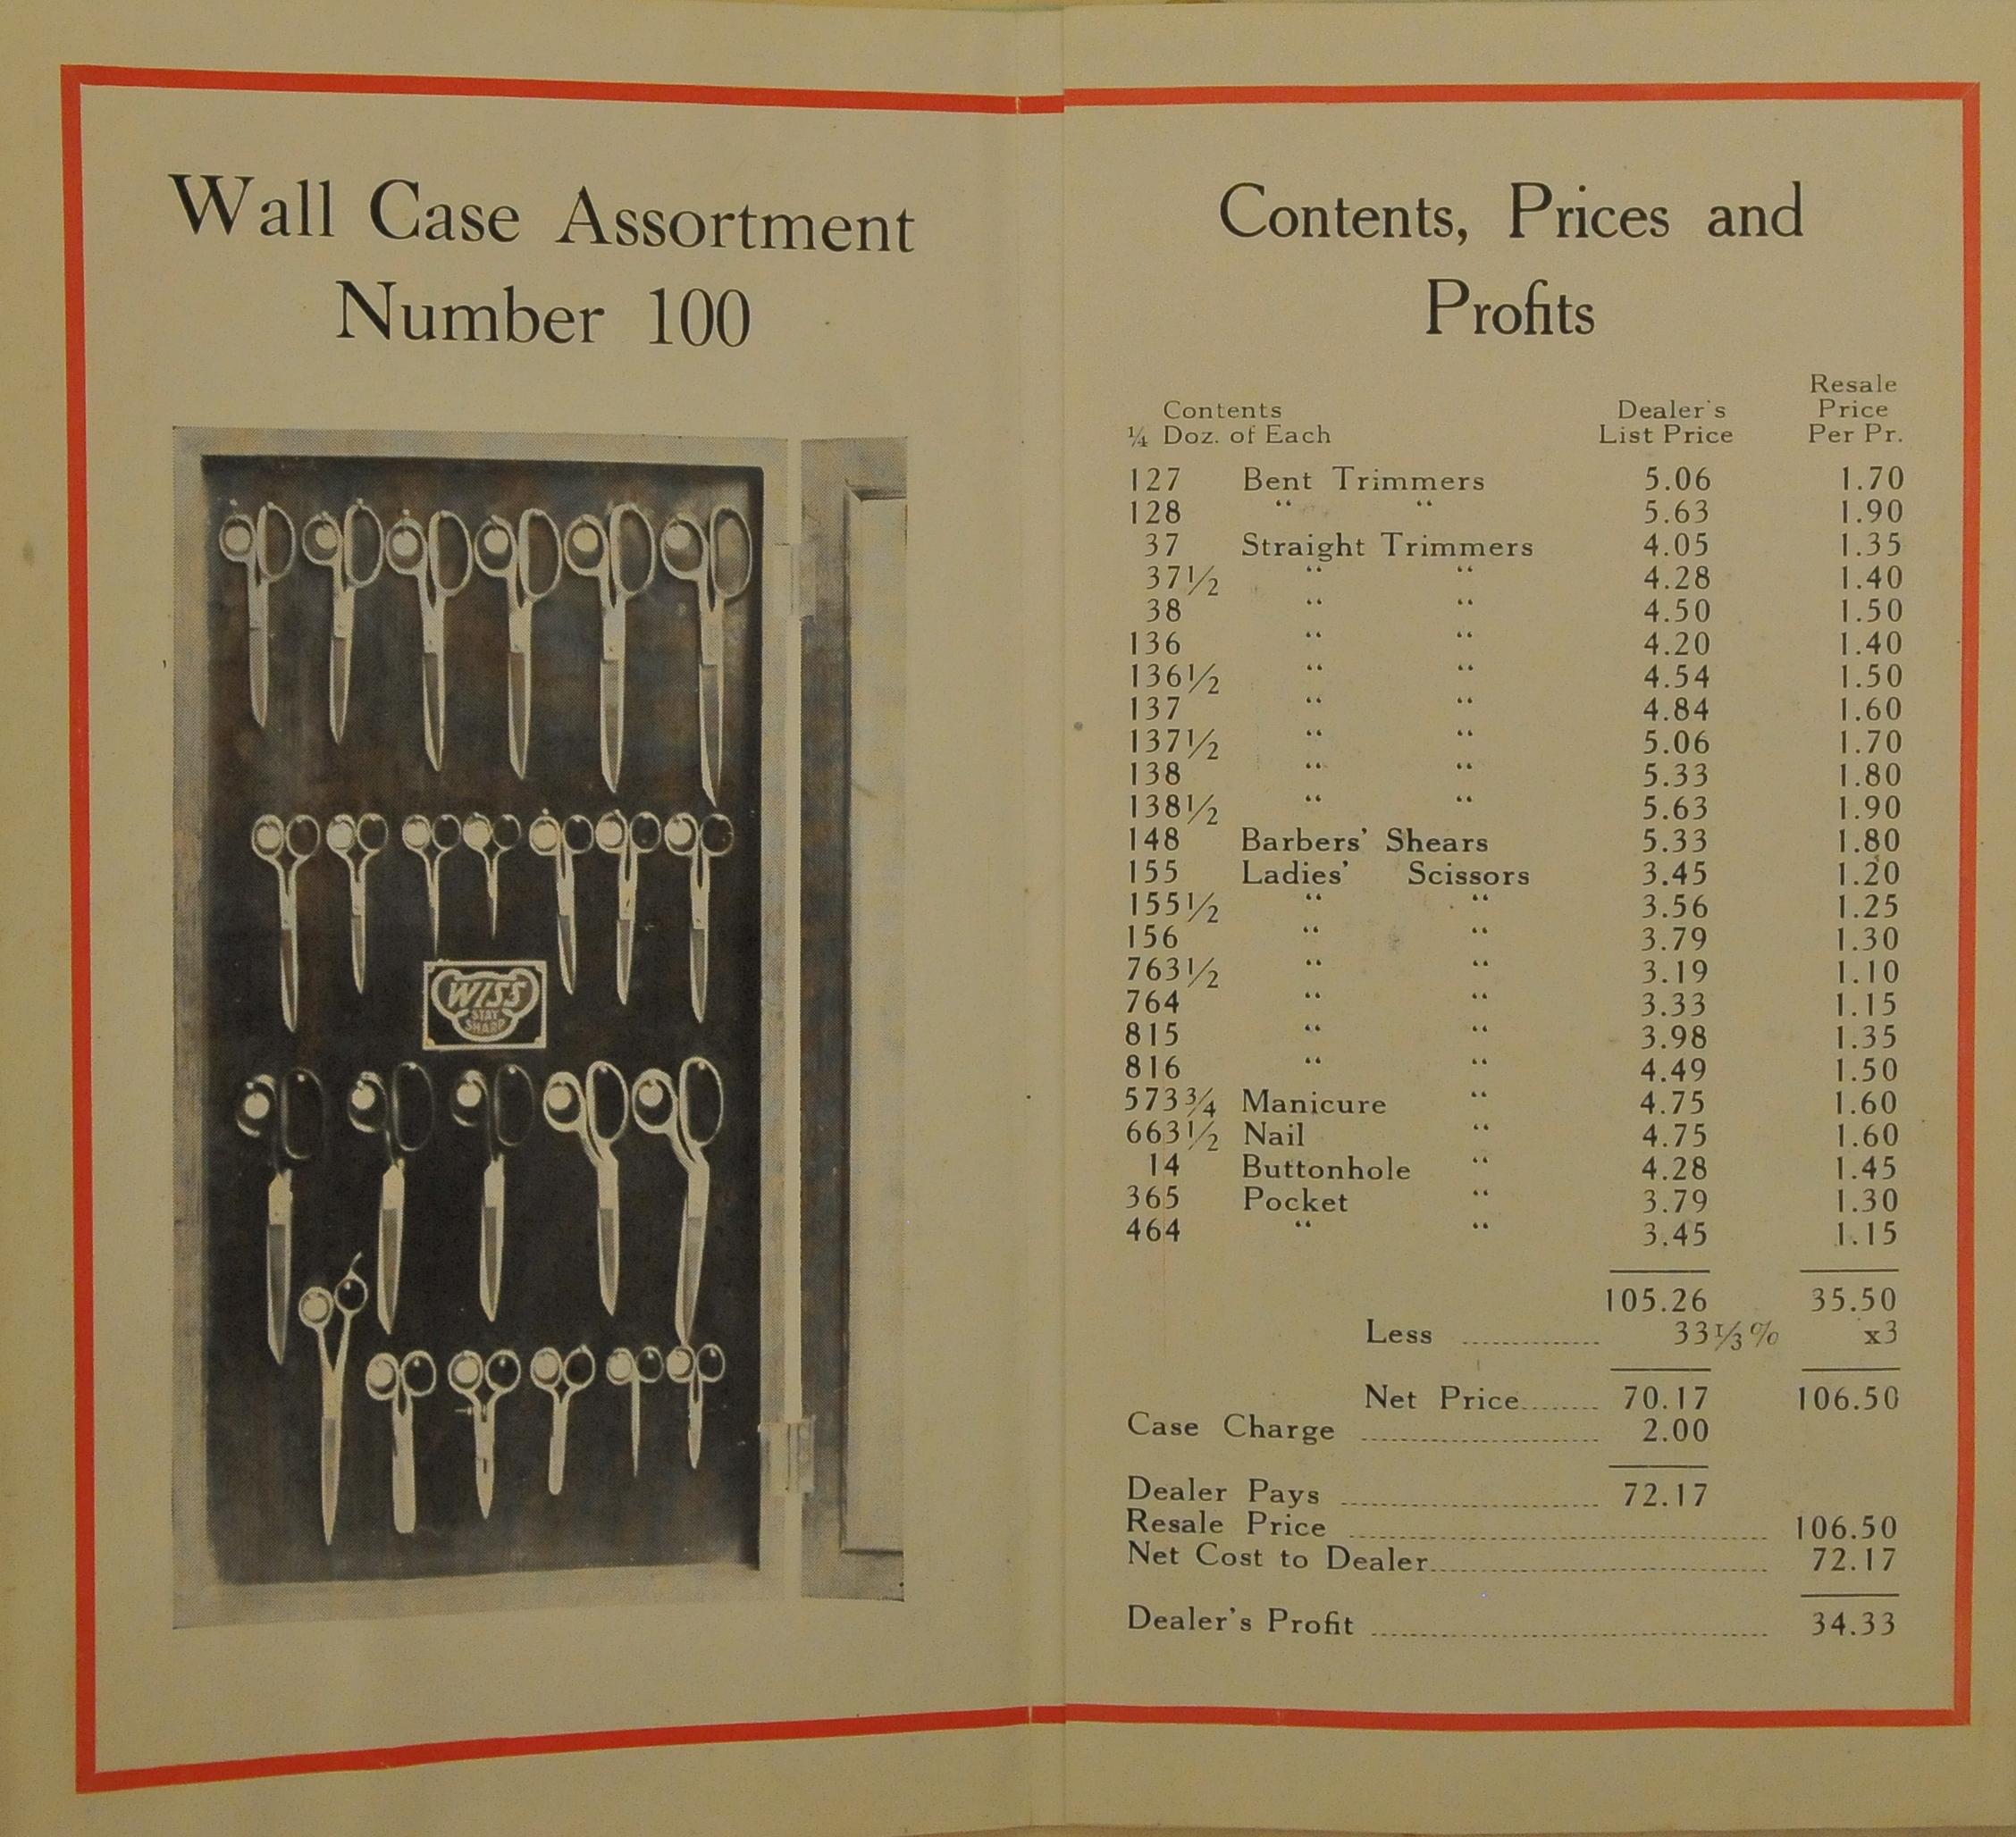 Wall Case Assortment
Number 100
WISS
STAY
SHARP
Contents, Prices and
Profits
Contents
¼ Doz. of Each
Dealer's
List Price
Resale
Price
Per Pr.
127 Bent Trimmers 5.06 1.70
128 “ “ 5.63 1.90
37 Straight Trimmers 4.05 1.35
37½ “ “ 4.28 1.40
38 “ “ 4.50 1.50
136 “ “ 4.20 1.40
136½ “ “ 4.54 1.50
137 “ “ 4.84 1.60
137½ “ “ 5.06 1.70
138 “ “ 5.33 1.80
138½ “ “ 5.63 1.90
148 Barbers' Shears 5.33 1.80
155 Ladies' Scissors 3.45 1.20
155½ “ “ 3.56 1.25
156 “ “ 3.79 1.30
763½ “ “ 3.19 1.10
764 “ “ 3.33 1.15
815 “ “ 3.98 1.35
816 “ “ 4.49 1.50
573¾ Manicure “ 4.75 1.60
663½ Nail “ 4.75 1.60
14 Buttonhole “ 4.28 1.45
365 Pocket “ 3.79 1.30
464 “ “ 3.45 1.15
105.26 35.50
Less 33⅓% x3
Net Price 70.17 106.50
Case Charge 2.00
Dealer Pays 72.17
Resale Price 106.50
Net Cost to Dealer 72.17
Dealer's Profit 34.33